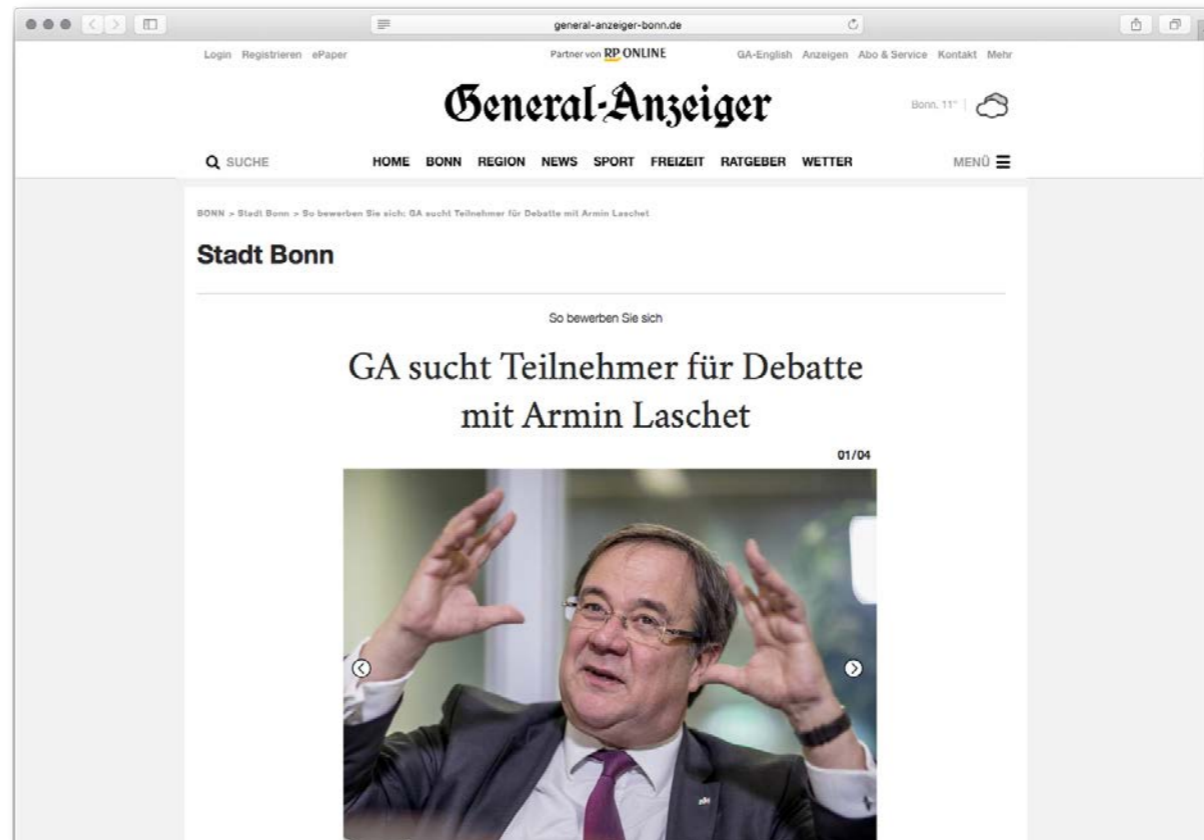 general-anzeiger-bonn.de
Login Registrieren ePaper Partner von RP ONLINE GA-English Anzeigen Abo & Service Kontakt Mehr
General-Anzeiger
Bonn, 11° |
SUCHE HOME BONN REGION NEWS SPORT FREIZEIT RATGEBER WETTER MENÜ
BONN > Stadt Bonn > So bewerben Sie sich: GA sucht Teilnehmer für Debatte mit Armin Laschet
Stadt Bonn
So bewerben Sie sich
GA sucht Teilnehmer für Debatte
mit Armin Laschet
01/04